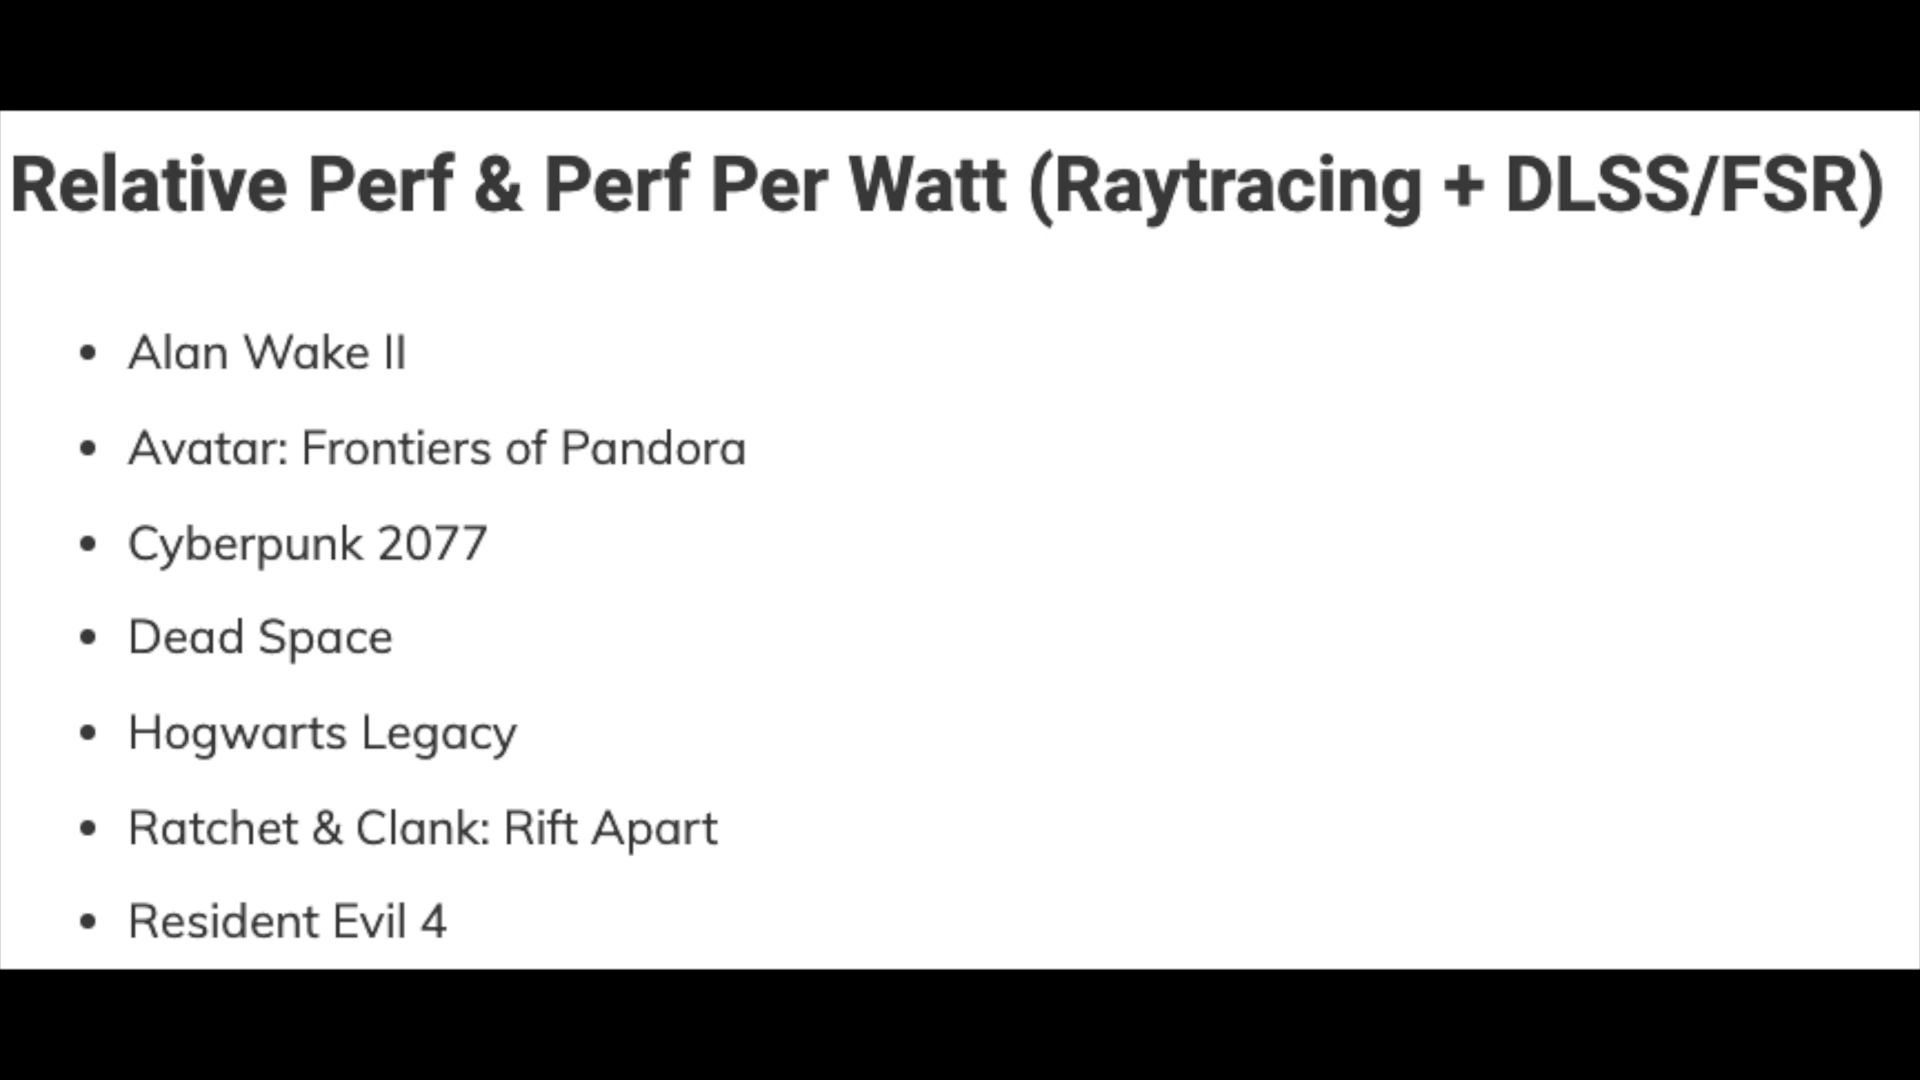 Relative Perf & Perf Per Watt (Raytracing + DLSS/FSR)
• Alan Wake II
• Avatar: Frontiers of Pandora
• Cyberpunk 2077
• Dead Space
• Hogwarts Legacy
• Ratchet & Clank: Rift Apart
• Resident Evil 4